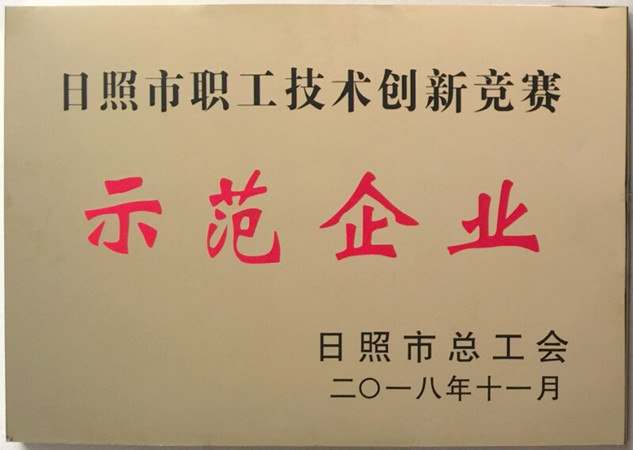 日照市职工技术创新竞赛
示范企业
日照市总工会
二〇一八年十一月